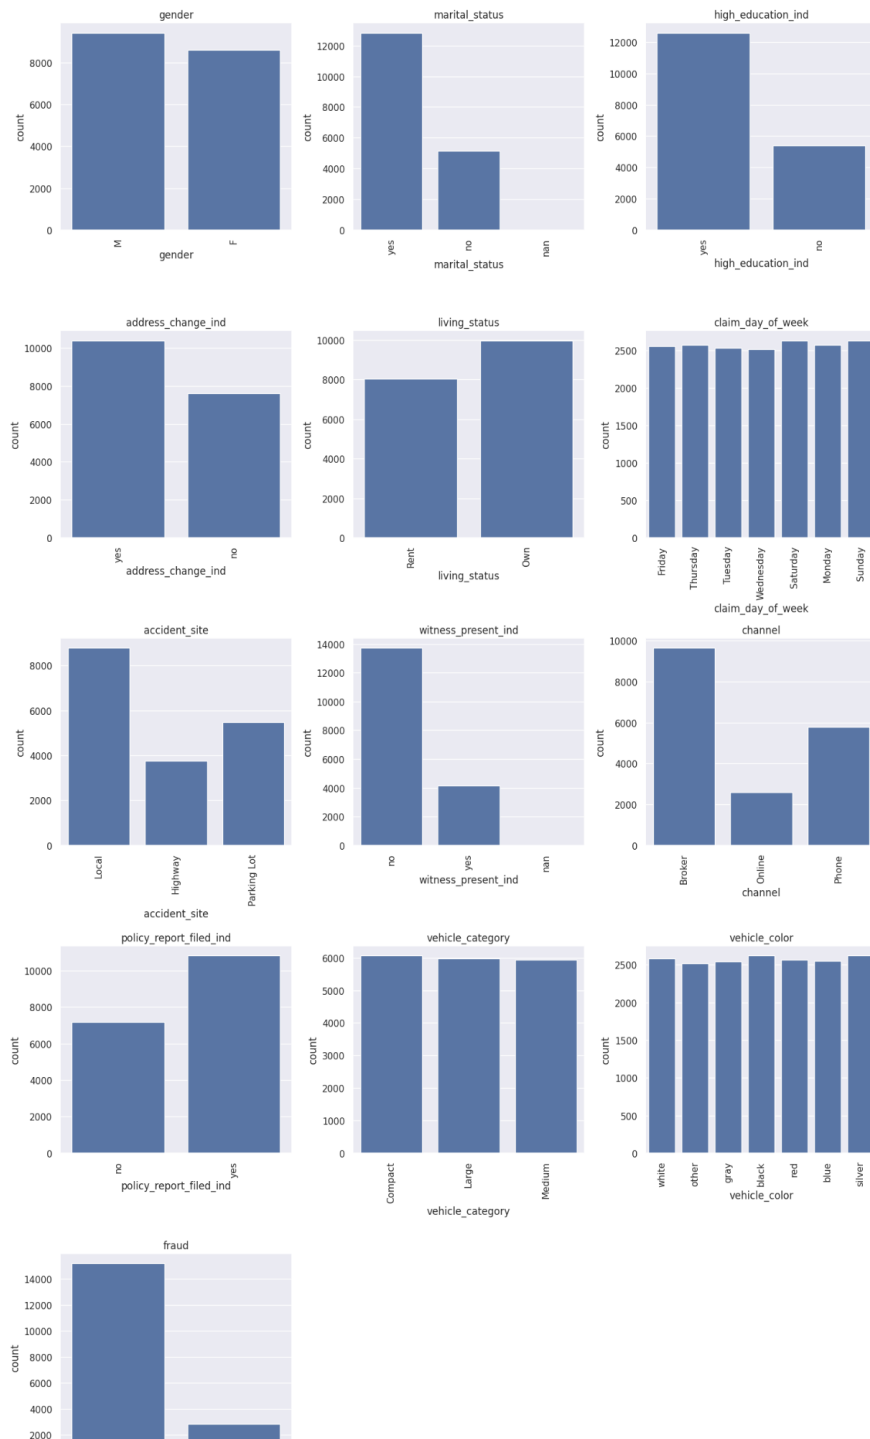 gender
count
8000
6000
4000
2000
0
M
F
gender
marital_status
count
12000
10000
8000
6000
4000
2000
0
yes
no
nan
marital_status
high_education_ind
count
12000
10000
8000
6000
4000
2000
0
yes
no
high_education_ind
address_change_ind
count
10000
8000
6000
4000
2000
0
yes
no
address_change_ind
living_status
count
10000
8000
6000
4000
2000
0
Rent
Own
living_status
claim_day_of_week
count
2500
2000
1500
1000
500
0
Friday
Thursday
Tuesday
Wednesday
Saturday
Monday
Sunday
claim_day_of_week
accident_site
count
8000
6000
4000
2000
0
Local
Highway
Parking Lot
accident_site
witness_present_ind
count
14000
12000
10000
8000
6000
4000
2000
0
no
yes
nan
witness_present_ind
channel
count
10000
8000
6000
4000
2000
0
Broker
Online
Phone
channel
policy_report_filed_ind
count
10000
8000
6000
4000
2000
0
no
yes
policy_report_filed_ind
vehicle_category
count
6000
5000
4000
3000
2000
1000
0
Compact
Large
Medium
vehicle_category
vehicle_color
count
2500
2000
1500
1000
500
0
white
other
gray
black
red
blue
silver
vehicle_color
fraud
count
14000
12000
10000
8000
6000
4000
2000